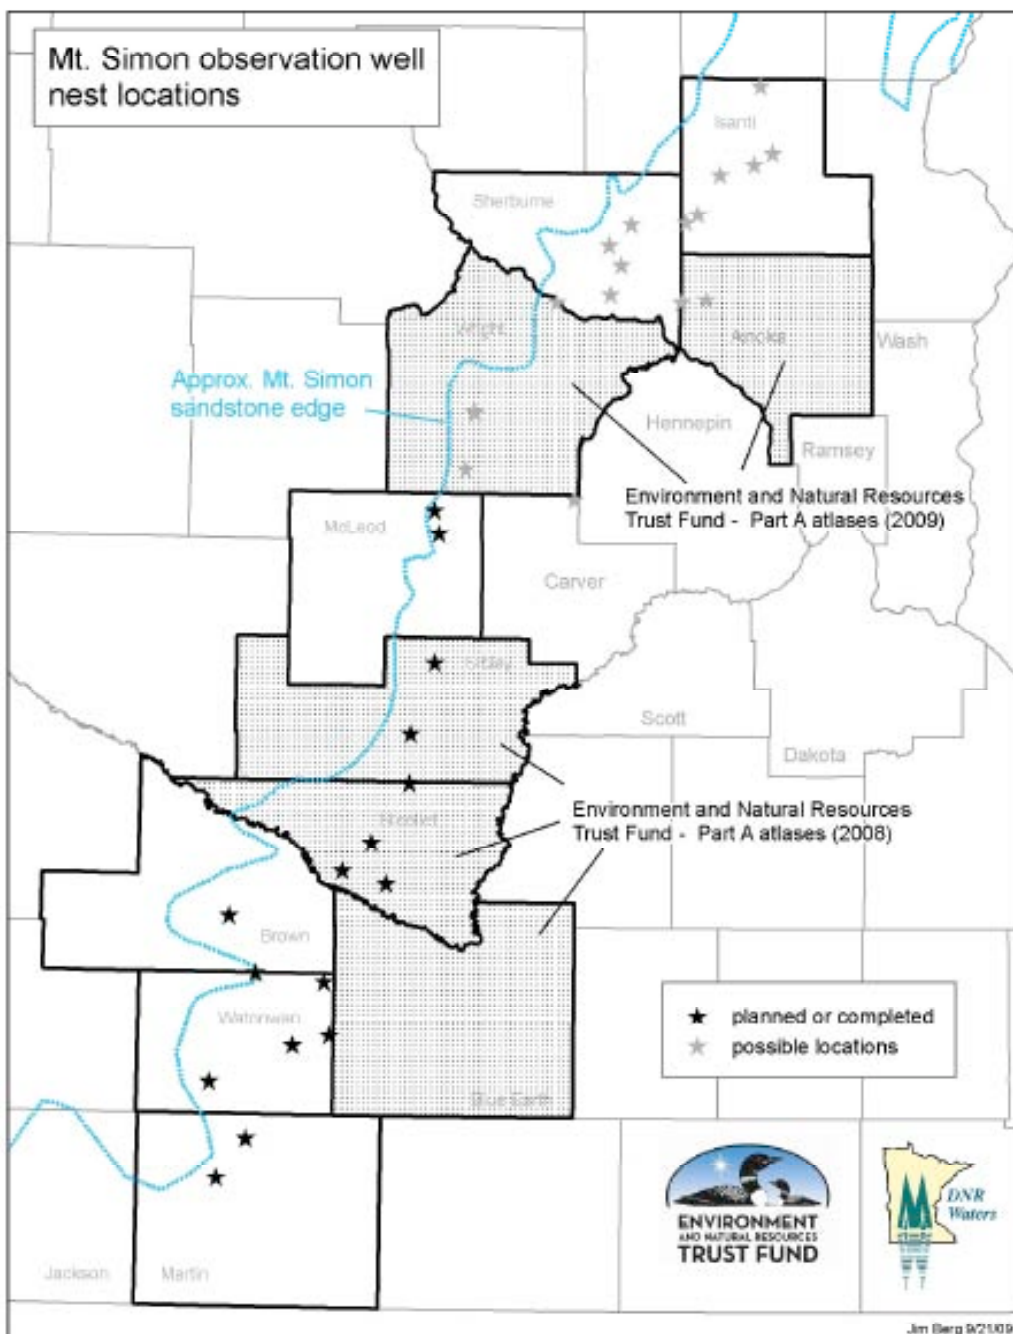 Mt. Simon observation well
nest locations
Isanti
Sherburne
Wright
Anoka
Wash
Approx. Mt. Simon
sandstone edge
Hennepin
Ramsey
Environment and Natural Resources
Trust Fund - Part A atlases (2009)
McLeod
Carver
Sibley
Scott
Dakota
Environment and Natural Resources
Trust Fund - Part A atlases (2008)
Nicollet
Brown
Watonwan
planned or completed
possible locations
Blue Earth
ENVIRONMENT
AND NATURAL RESOURCES
TRUST FUND
DNR
Waters
Jackson
Martin
Jim Berg 9/21/09